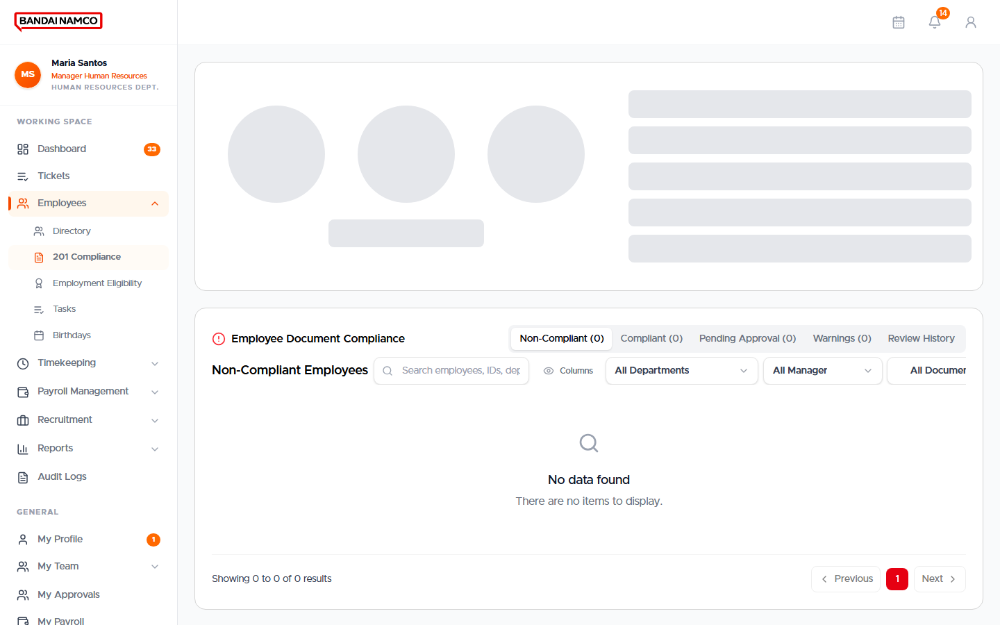 BANDAI NAMCO
14
MS
Maria Santos
Manager Human Resources
HUMAN RESOURCES DEPT.
WORKING SPACE
Dashboard
33
Tickets
Employees
Directory
201 Compliance
Employment Eligibility
Tasks
Birthdays
Timekeeping
Payroll Management
Recruitment
Reports
Audit Logs
GENERAL
My Profile
1
My Team
My Approvals
My Payroll
Employee Document Compliance
Non-Compliant (0)
Compliant (0)
Pending Approval (0)
Warnings (0)
Review History
Non-Compliant Employees
Search employees, IDs, dep
Columns
All Departments
All Manager
All Documen
No data found
There are no items to display.
Showing 0 to 0 of 0 results
Previous
1
Next